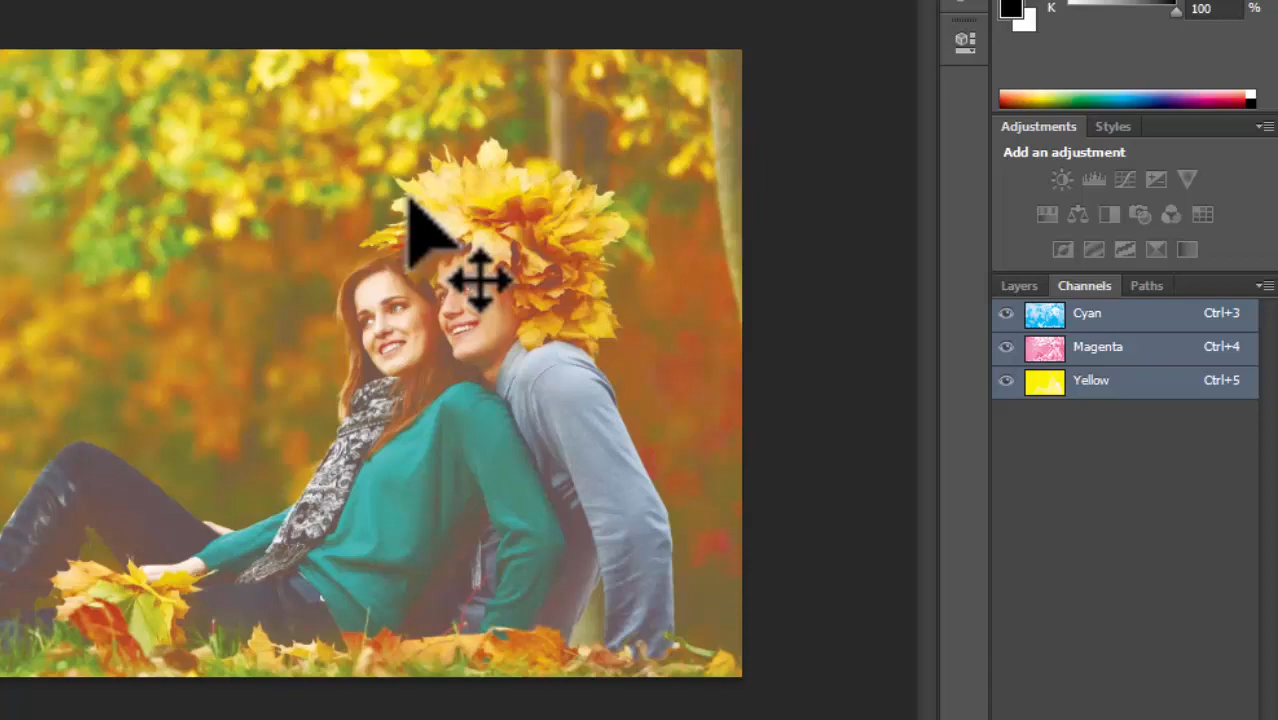 K 100 %
Adjustments Styles
Add an adjustment
Layers Channels Paths
Cyan Ctrl+3
Magenta Ctrl+4
Yellow Ctrl+5